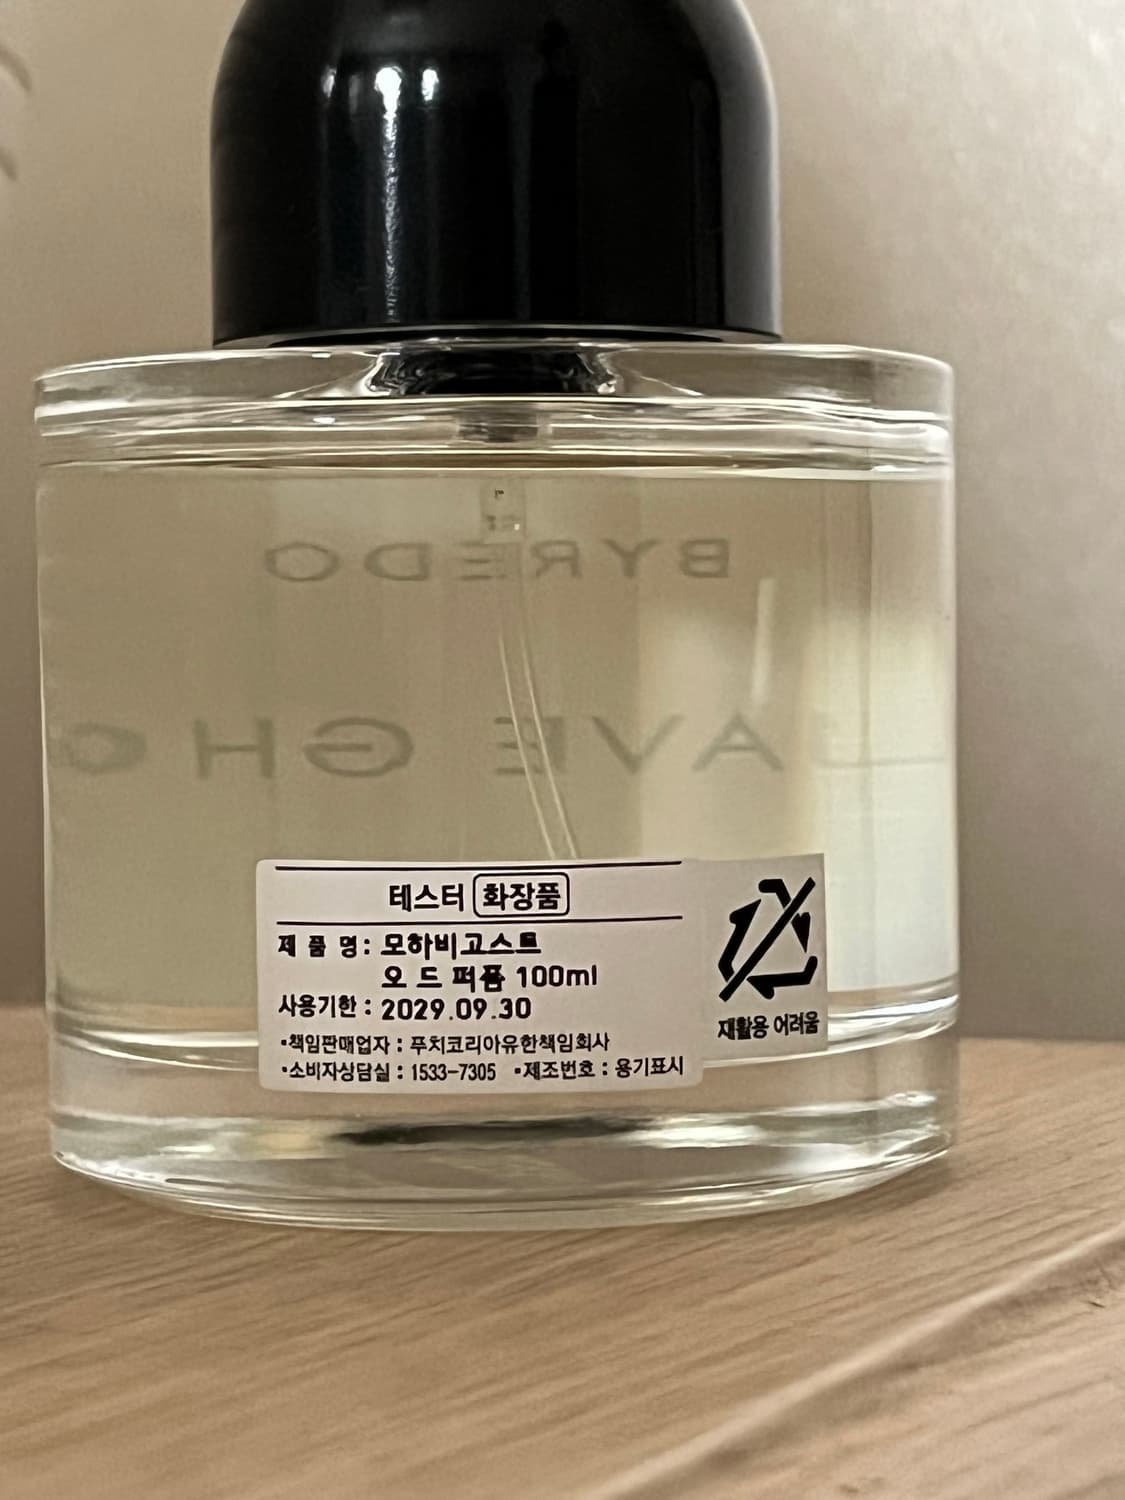 BYREDO
JAVE GHO
테스터 화장품
제 품 명 : 모하비고스트
오 드 퍼퓸 100ml
사용기한 : 2029.09.30
•책임판매업자 : 푸치코리아유한책임회사
•소비자상담실 : 1533-7305 •제조번호 : 용기표시
재활용 어려움